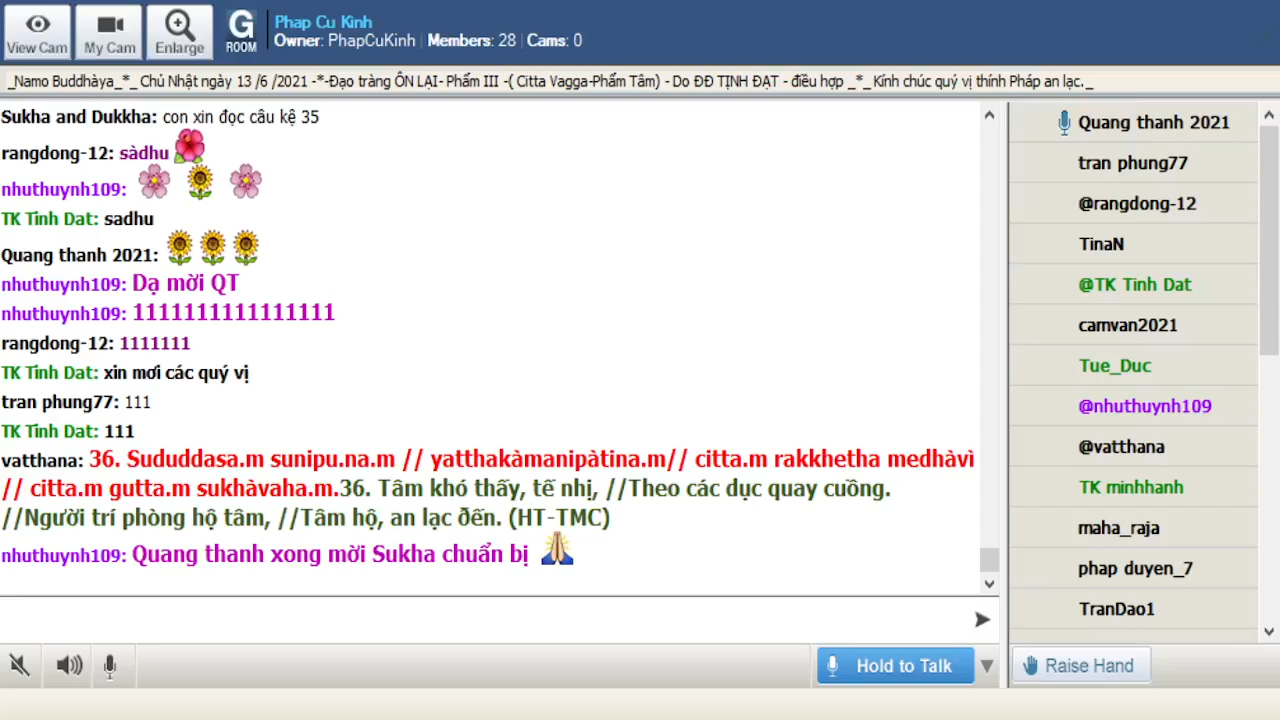 View Cam
My Cam
Enlarge
G
ROOM
Phap Cu Kinh
Owner: PhapCuKinh | Members: 28 | Cams: 0
_Namo Buddhàya_*_ Chủ Nhật ngày 13 /6 /2021 -*-Đạo tràng ÔN LẠI- Phẩm III -( Citta Vagga-Phẩm Tâm) - Do ĐĐ TỊNH ĐẠT - điều hợp _*_ Kính chúc quý vị thính Pháp an lạc._
Sukha and Dukkha: con xin đọc câu kệ 35
rangdong-12: sàdhu
nhuthuynh109:
TK Tinh Dat: sadhu
Quang thanh 2021:
nhuthuynh109: Dạ mời QT
nhuthuynh109: 1111111111111111
rangdong-12: 1111111
TK Tinh Dat: xin mơi các quý vị
tran phung77: 111
TK Tinh Dat: 111
vatthana: 36. Sududdasa.m sunipu.na.m // yatthakàmanipàtina.m// citta.m rakkhetha medhàvì
// citta.m gutta.m sukhàvaha.m.36. Tâm khó thấy, tế nhị, //Theo các dục quay cuồng.
//Người trí phòng hộ tâm, //Tâm hộ, an lạc đến. (HT-TMC)
nhuthuynh109: Quang thanh xong mời Sukha chuẩn bị
Hold to Talk
Quang thanh 2021
tran phung77
@rangdong-12
TinaN
@TK Tinh Dat
camvan2021
Tue_Duc
@nhuthuynh109
@vatthana
TK minhhanh
maha_raja
phap duyen_7
TranDao1
Raise Hand